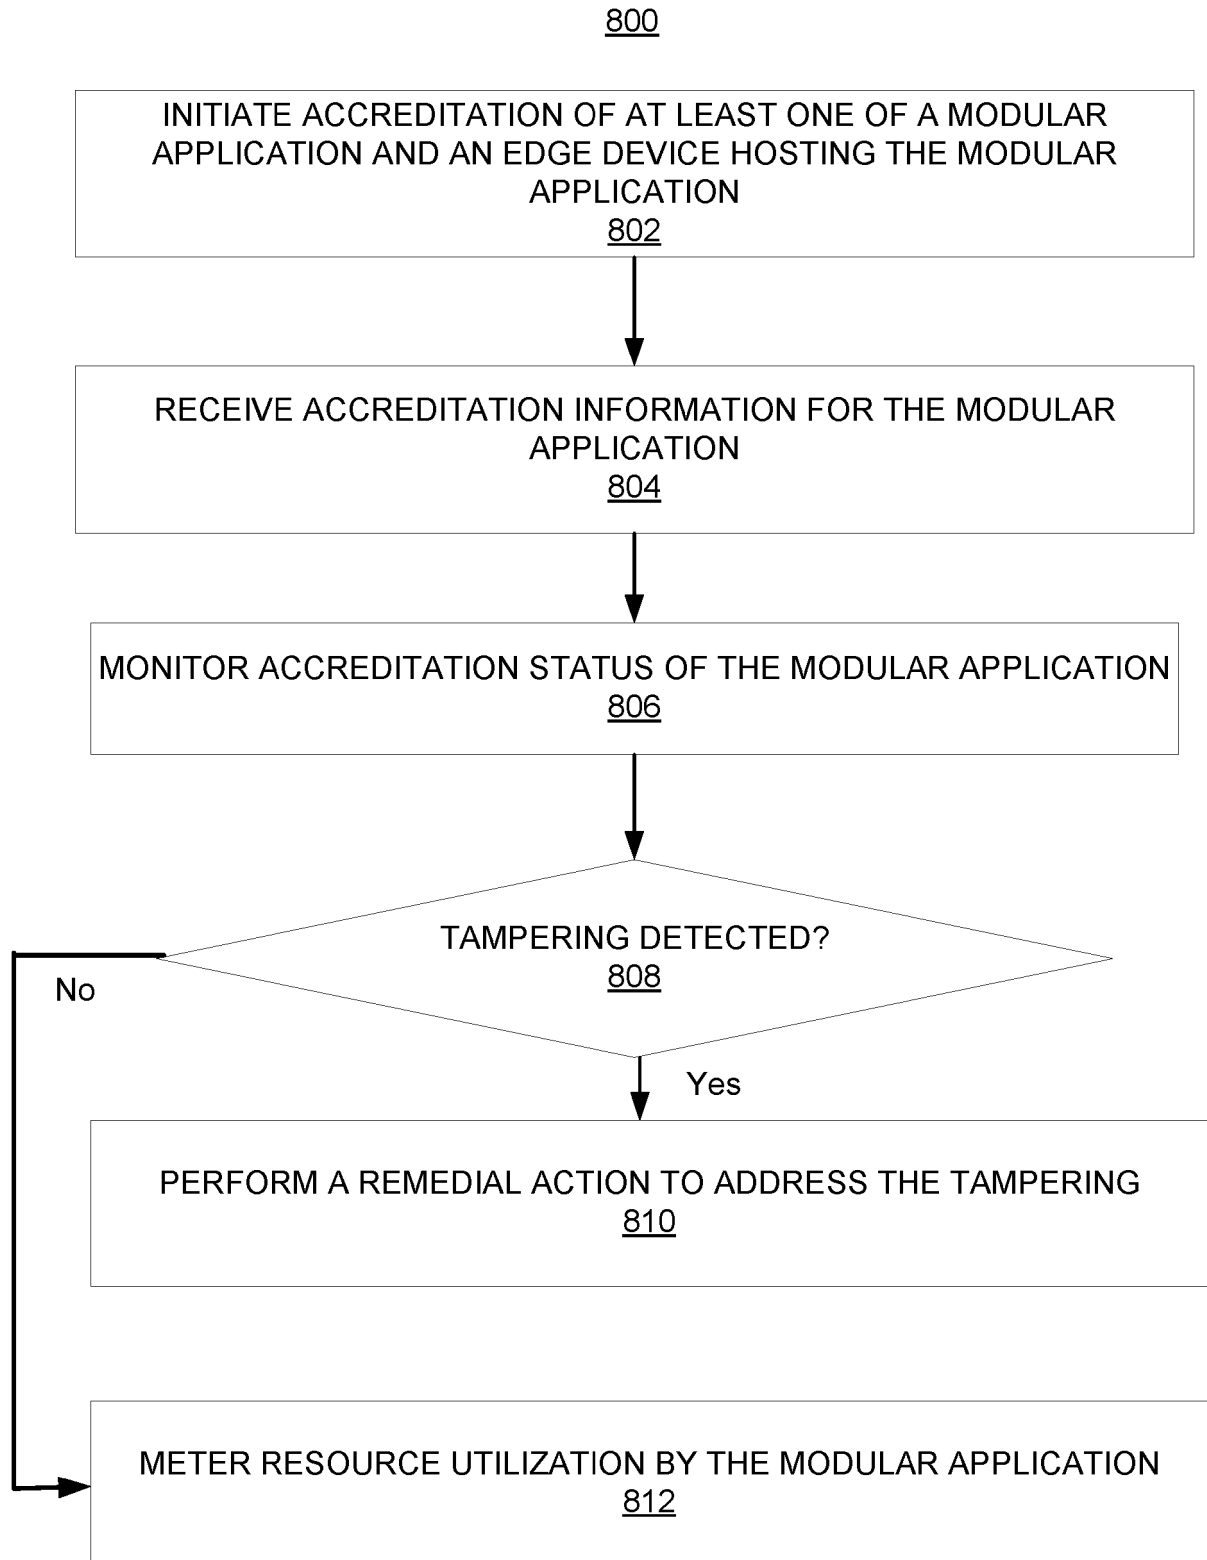 800
INITIATE ACCREDITATION OF AT LEAST ONE OF A MODULAR
APPLICATION AND AN EDGE DEVICE HOSTING THE MODULAR
APPLICATION
802
RECEIVE ACCREDITATION INFORMATION FOR THE MODULAR
APPLICATION
804
MONITOR ACCREDITATION STATUS OF THE MODULAR APPLICATION
806
TAMPERING DETECTED?
808
No
Yes
PERFORM A REMEDIAL ACTION TO ADDRESS THE TAMPERING
810
METER RESOURCE UTILIZATION BY THE MODULAR APPLICATION
812